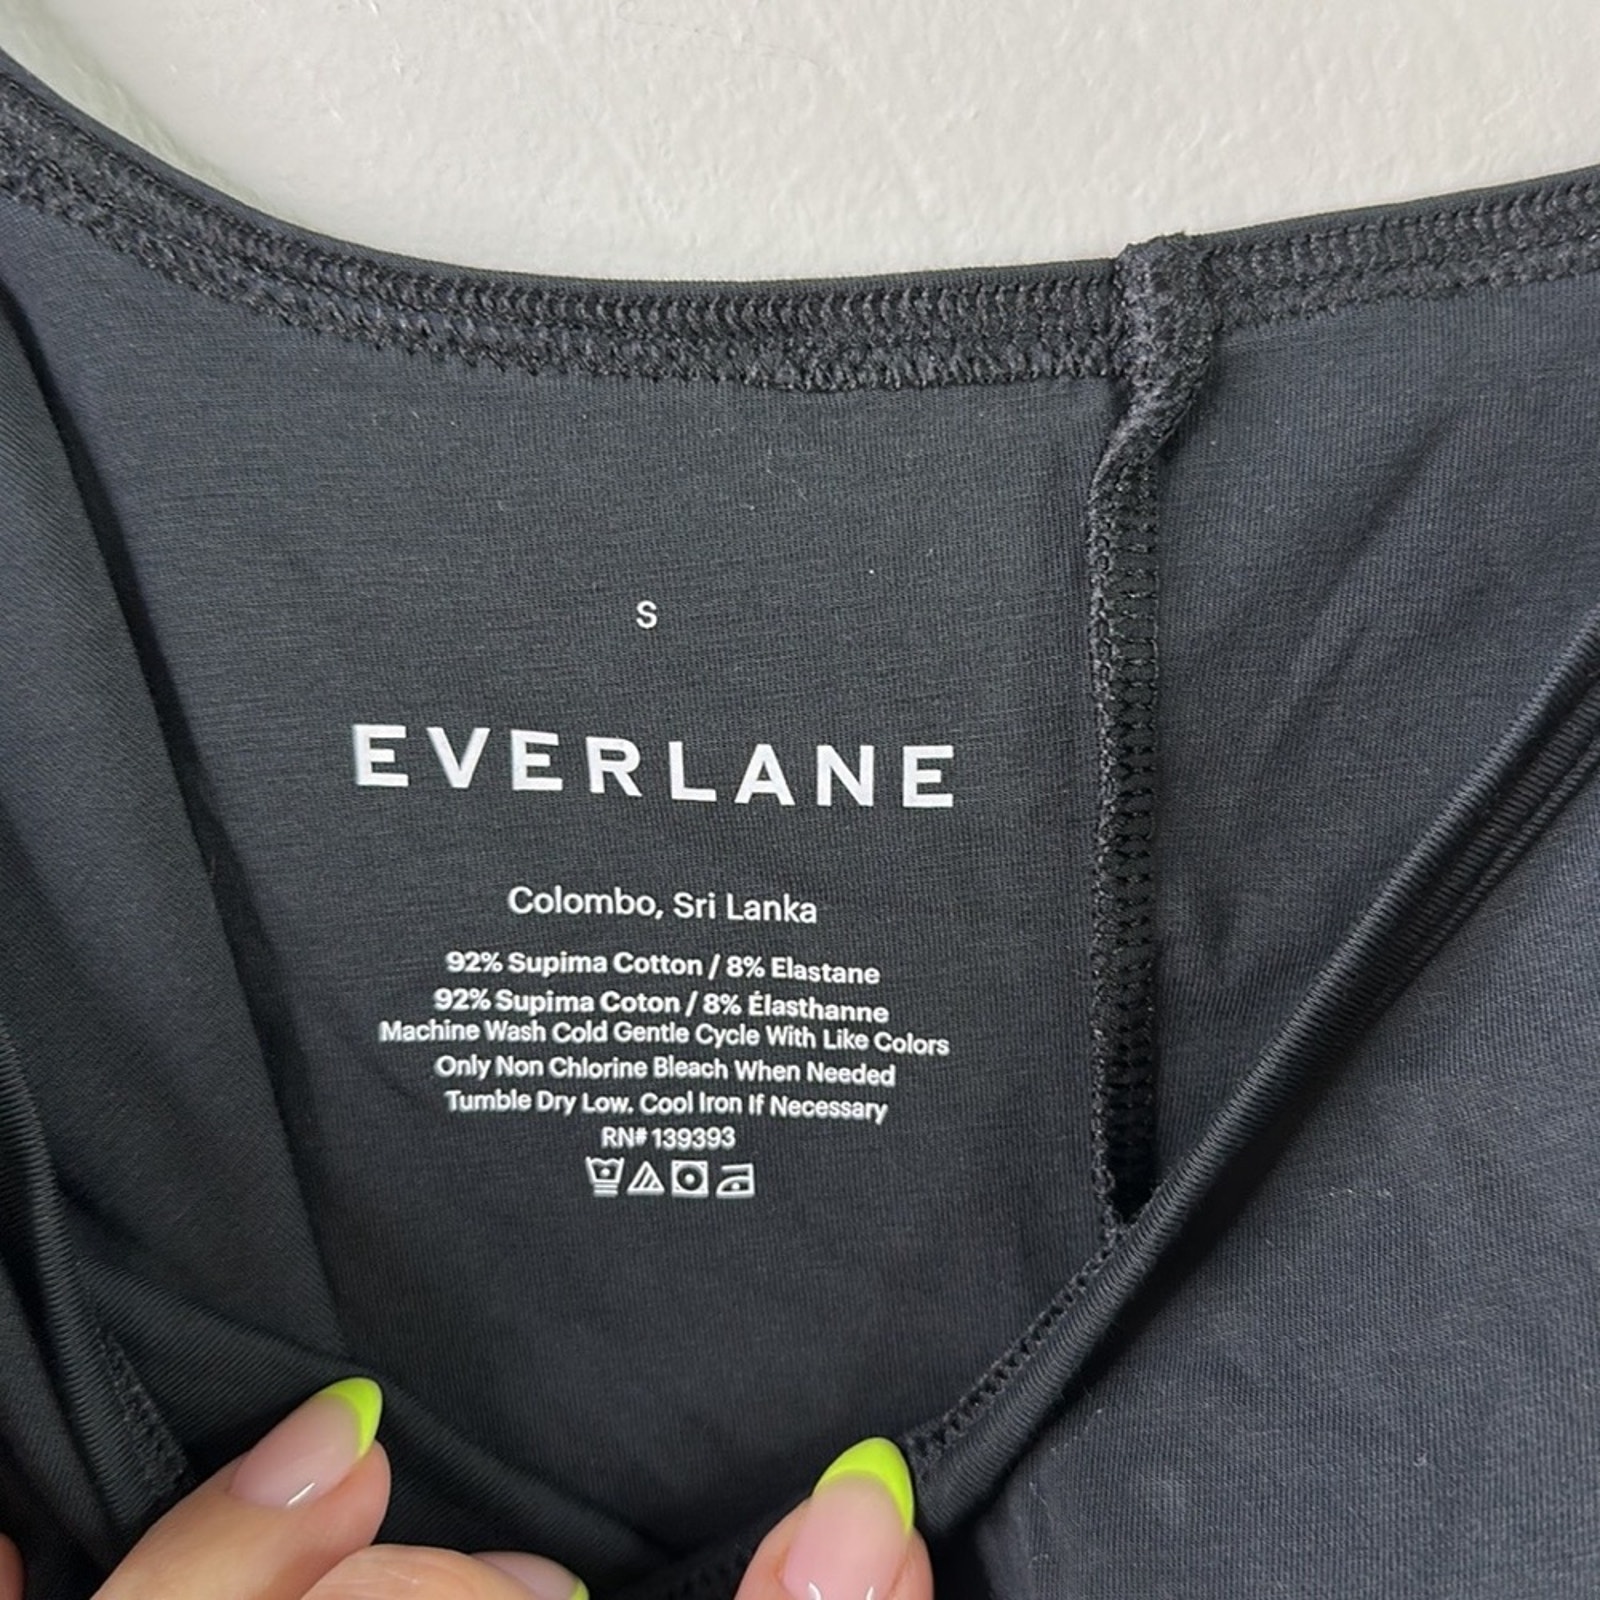 S
EVERLANE
Colombo, Sri Lanka
92% Supima Cotton / 8% Elastane
92% Supima Coton / 8% Élasthanne
Machine Wash Cold Gentle Cycle With Like Colors
Only Non Chlorine Bleach When Needed
Tumble Dry Low. Cool Iron If Necessary
RN# 139393